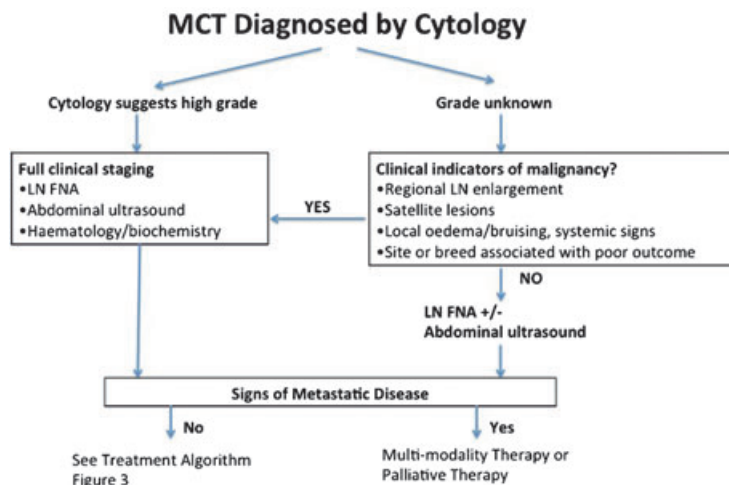 MCT Diagnosed by Cytology
Cytology suggests high grade
Grade unknown
Full clinical staging
•LN FNA
•Abdominal ultrasound
•Haematology/biochemistry
YES
Clinical indicators of malignancy?
•Regional LN enlargement
•Satellite lesions
•Local oedema/bruising, systemic signs
•Site or breed associated with poor outcome
NO
LN FNA +/-
Abdominal ultrasound
Signs of Metastatic Disease
No
Yes
See Treatment Algorithm
Figure 3
Multi-modality Therapy or
Palliative Therapy